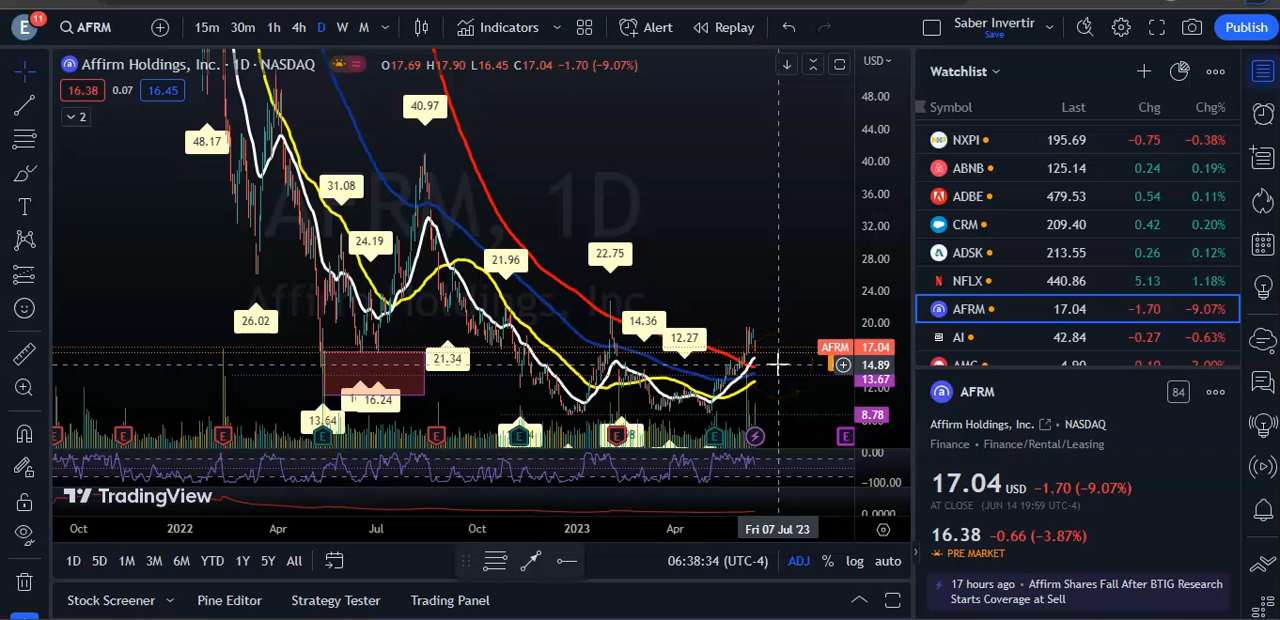 E 11 AFRM 15m 30m 1h 4h D W M Indicators Alert Replay Saber Invertir Save Publish
Affirm Holdings, Inc. · 1D · NASDAQ O17.69 H17.90 L16.45 C17.04 −1.70 (−9.07%) USD
16.38 0.07 16.45
2
AFRM, 1D
Affirm Holdings, Inc.
48.17
26.02
31.08
24.19
40.97
21.34
16.24
13.64
21.96
22.75
14.36
12.27
48.00
44.00
40.00
36.00
32.00
28.00
24.00
20.00
AFRM 17.04
14.89
13.67
12.00
8.78
0.00
−100.00
0.0000
TradingView
Oct 2022 Apr Jul Oct 2023 Apr Fri 07 Jul '23
1D 5D 1M 3M 6M YTD 1Y 5Y All 06:38:34 (UTC-4) ADJ % log auto
Stock Screener Pine Editor Strategy Tester Trading Panel
Watchlist
Symbol Last Chg Chg%
NXPI 195.69 −0.75 −0.38%
ABNB 125.14 0.24 0.19%
ADBE 479.53 0.54 0.11%
CRM 209.40 0.42 0.20%
ADSK 213.55 0.26 0.12%
NFLX 440.86 5.13 1.18%
AFRM 17.04 −1.70 −9.07%
AI 42.84 −0.27 −0.63%
AFRM 84
Affirm Holdings, Inc. · NASDAQ
Finance · Finance/Rental/Leasing
17.04 USD −1.70 (−9.07%)
AT CLOSE (JUN 14 19:59 UTC-4)
16.38 −0.66 (−3.87%)
PRE MARKET
17 hours ago · Affirm Shares Fall After BTIG Research
Starts Coverage at Sell